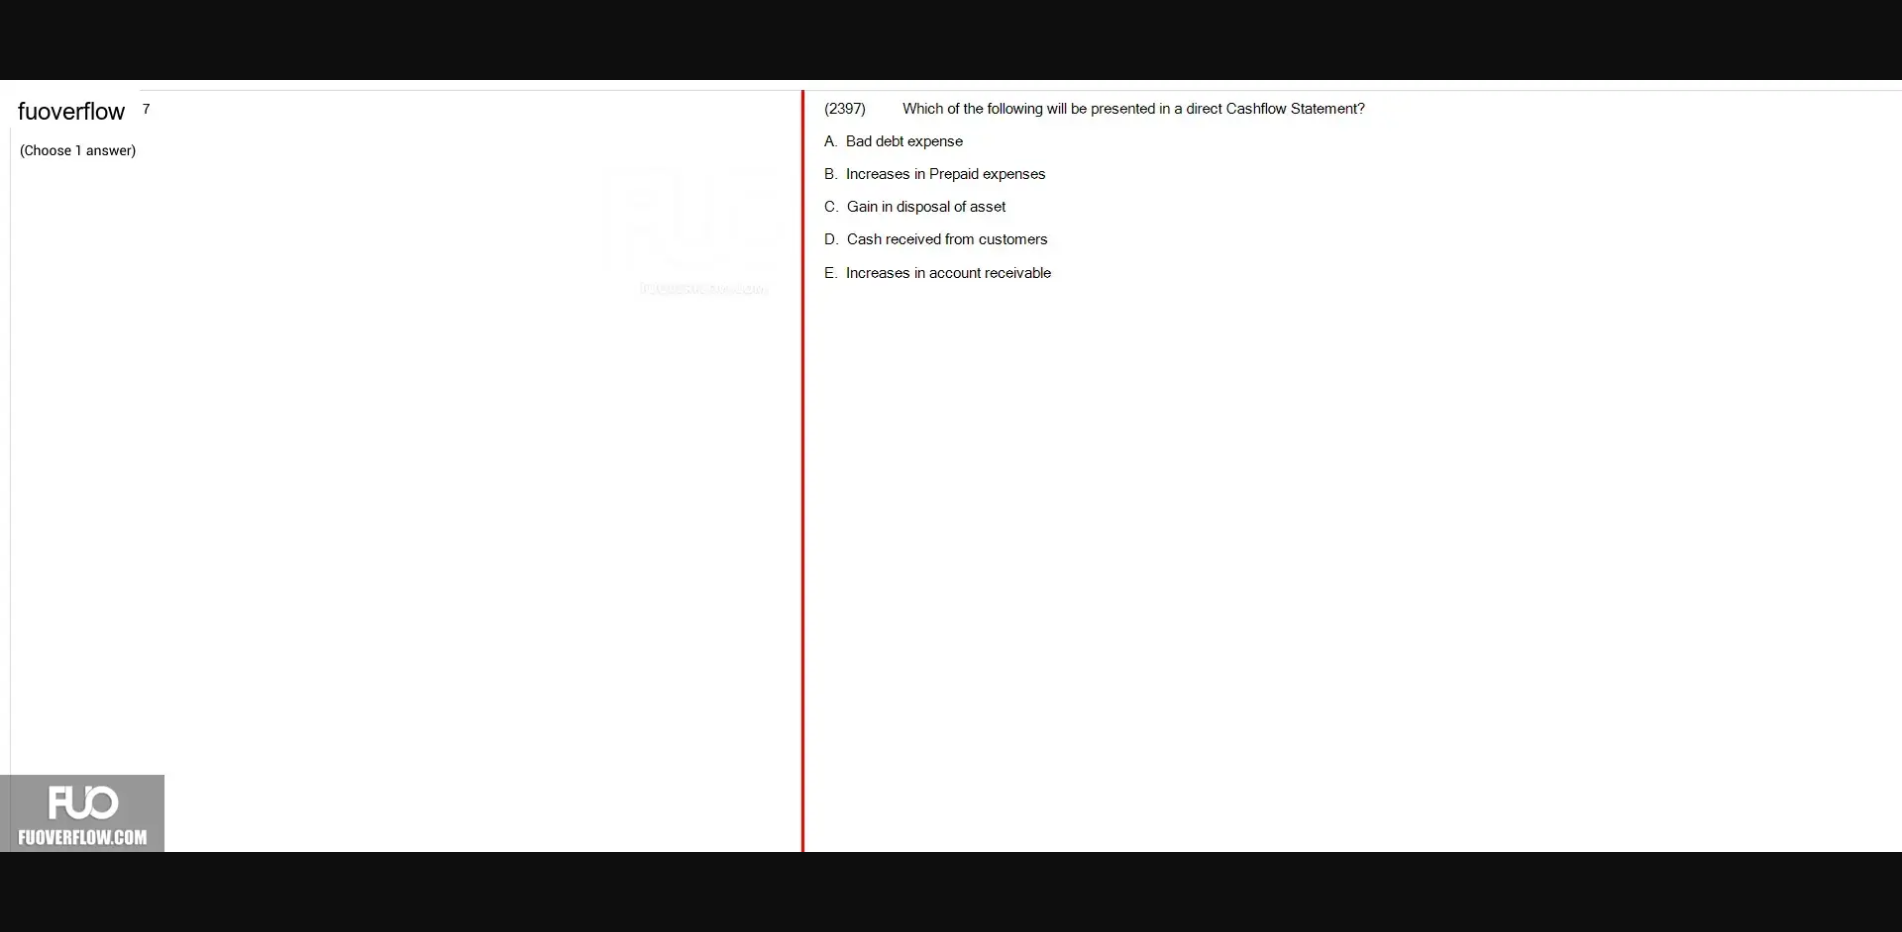 fuoverflow 7
(Choose 1 answer)
(2397) Which of the following will be presented in a direct Cashflow Statement?
A. Bad debt expense
B. Increases in Prepaid expenses
C. Gain in disposal of asset
D. Cash received from customers
E. Increases in account receivable
FUO
FUOVERFLOW.COM
FUO
FUOVERFLOW.COM